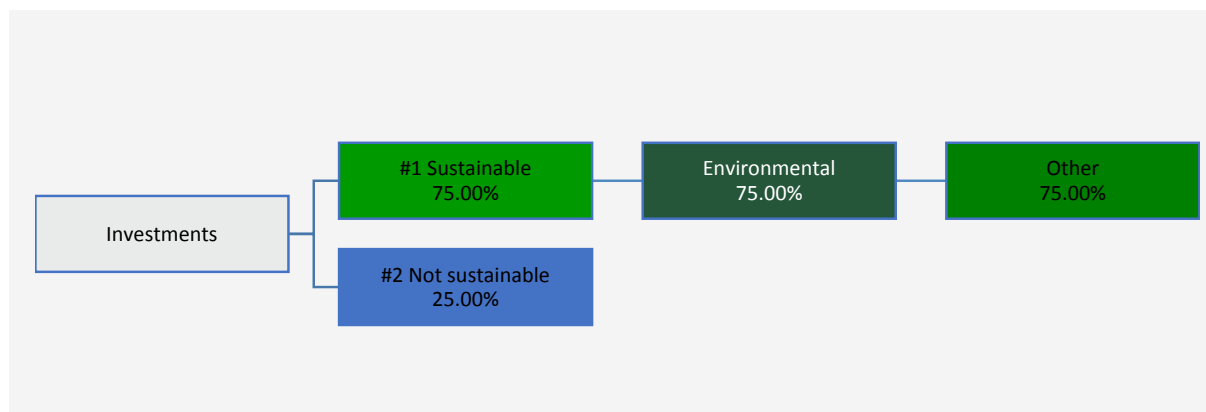 Investments
#1 Sustainable
75.00%
#2 Not sustainable
25.00%
Environmental
75.00%
Other
75.00%